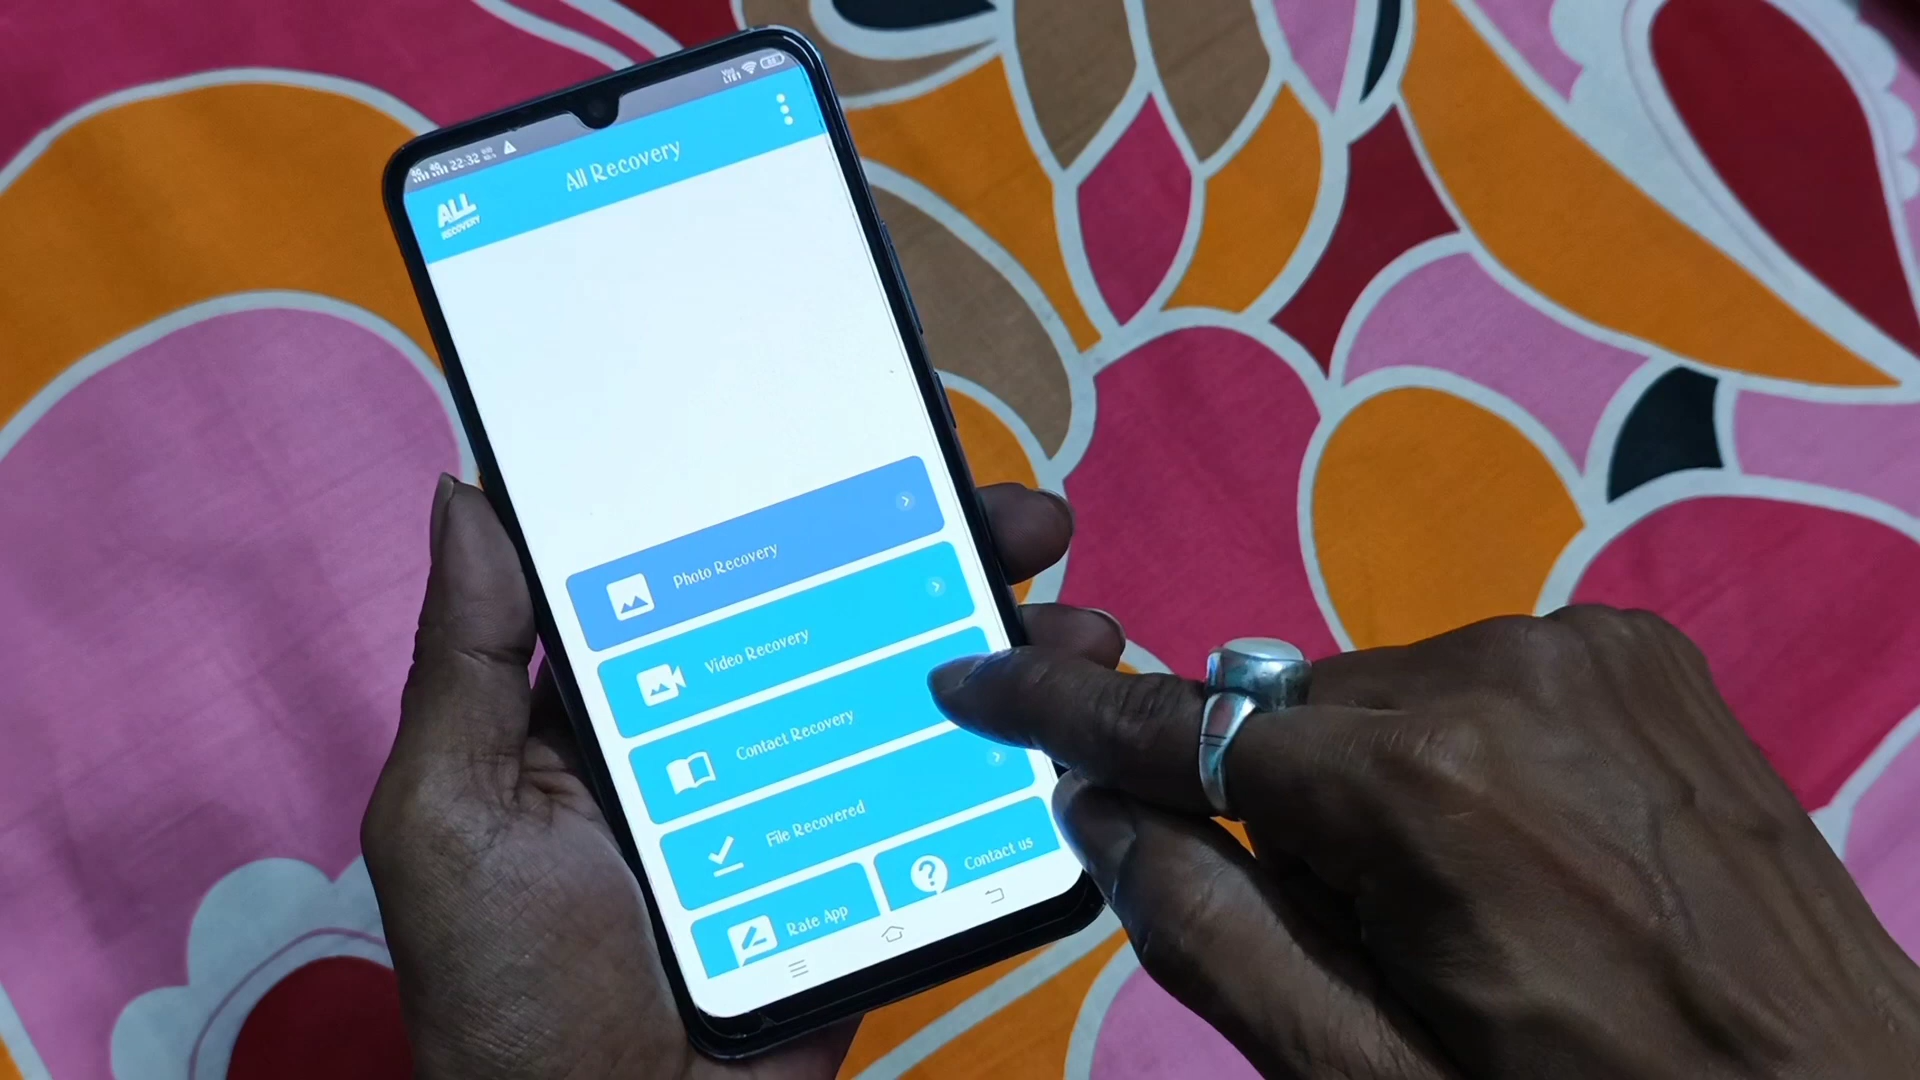 22:32
All Recovery
ALL
RECOVERY
Photo Recovery
Video Recovery
Contact Recovery
File Recovered
Rate App
Contact us